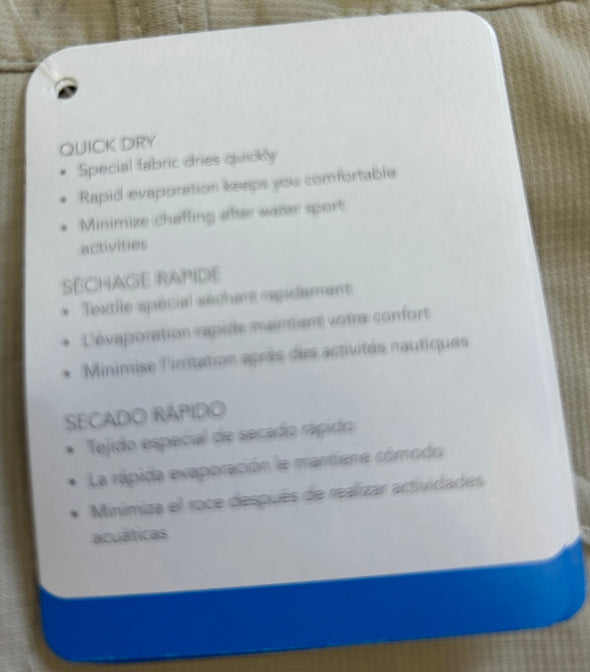 QUICK DRY
• Special fabric dries quickly
• Rapid evaporation keeps you comfortable
• Minimize chaffing after water sport
activities
SÉCHAGE RAPIDE
• Textile spécial séchant rapidement
• L'évaporation rapide maintient votre confort
• Minimise l'irritation après des activités nautiques
SECADO RÁPIDO
• Tejido especial de secado rápido
• La rápida evaporación le mantiene cómodo
• Minimiza el roce después de realizar actividades
acuáticas